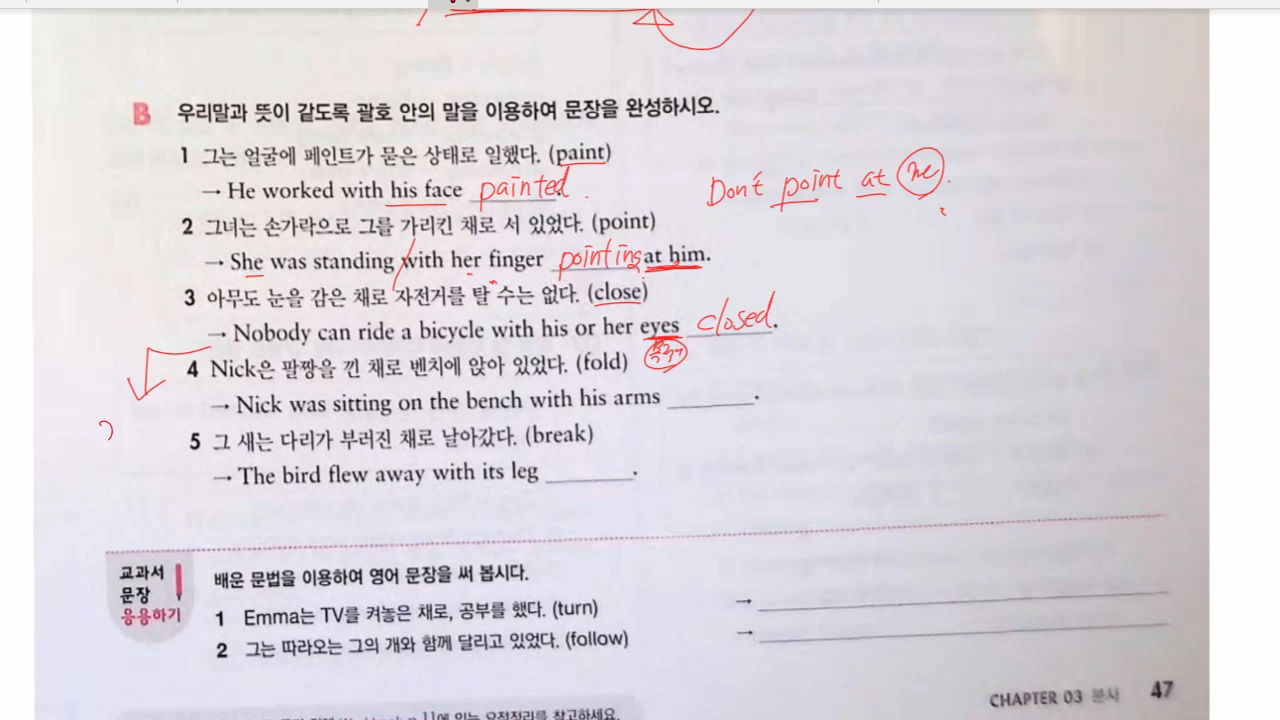 B 우리말과 뜻이 같도록 괄호 안의 말을 이용하여 문장을 완성하시오.
1 그는 얼굴에 페인트가 묻은 상태로 일했다. (paint)
→ He worked with his face painted.
Don't point at me.
2 그녀는 손가락으로 그를 가리킨 채로 서 있었다. (point)
→ She was standing with her finger pointing at him.
3 아무도 눈을 감은 채로 자전거를 탈 수는 없다. (close)
→ Nobody can ride a bicycle with his or her eyes closed.
4 Nick은 팔짱을 낀 채로 벤치에 앉아 있었다. (fold)
→ Nick was sitting on the bench with his arms ______.
5 그 새는 다리가 부러진 채로 날아갔다. (break)
→ The bird flew away with its leg ______.
교과서
문장
응용하기
배운 문법을 이용하여 영어 문장을 써 봅시다.
1 Emma는 TV를 켜놓은 채로, 공부를 했다. (turn) →
2 그는 따라오는 그의 개와 함께 달리고 있었다. (follow) →
CHAPTER 03 분사 47
요점정리를 참고하세요.